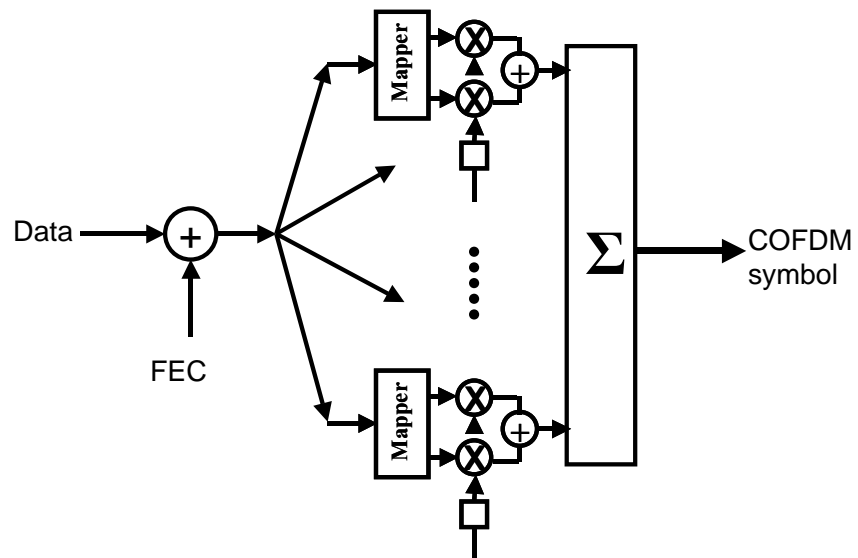 Mapper
X
+
X
Data
+
FEC
Σ
COFDM
symbol
Mapper
X
+
X